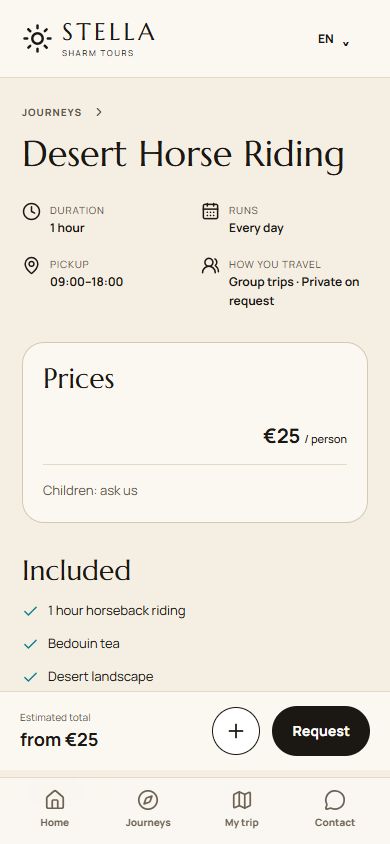 STELLA
SHARM TOURS
EN
JOURNEYS
Desert Horse Riding
DURATION
1 hour
RUNS
Every day
PICKUP
09:00–18:00
HOW YOU TRAVEL
Group trips · Private on
request
Prices
€25 / person
Children: ask us
Included
1 hour horseback riding
Bedouin tea
Desert landscape
Estimated total
from €25
Request
Home
Journeys
My trip
Contact